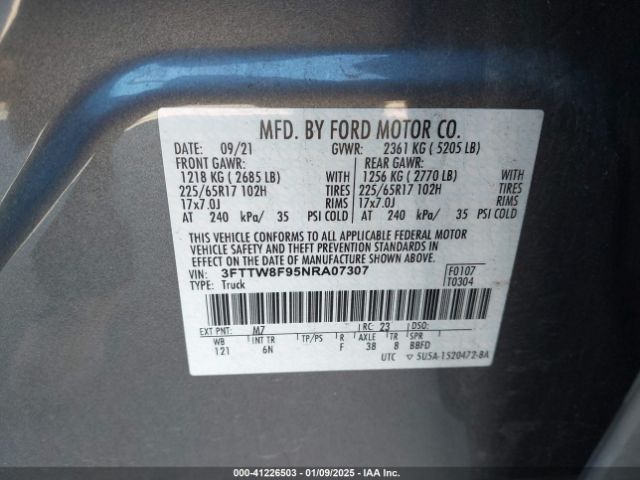 MFD. BY FORD MOTOR CO.
DATE: 09/21 GVWR: 2361 KG ( 5205 LB)
FRONT GAWR: REAR GAWR:
1218 KG ( 2685 LB) WITH 1256 KG ( 2770 LB) WITH
225/65R17 102H TIRES 225/65R17 102H TIRES
17x7.0J RIMS 17x7.0J RIMS
AT 240 kPa/ 35 PSI COLD AT 240 kPa/ 35 PSI COLD
THIS VEHICLE CONFORMS TO ALL APPLICABLE FEDERAL MOTOR
VEHICLE SAFETY AND THEFT PREVENTION STANDARDS IN
EFFECT ON THE DATE OF MANUFACTURE SHOWN ABOVE.
VIN: 3FTTW8F95NRA07307 F0107
TYPE: Truck T0304
EXT PNT: M7 RC: 23 DSO:
WB INT TR TP/PS R AXLE TR SPR
121 6N F 38 8 BBFD
UTC ▽ 5U5A-1520472-BA
000-41226503 — 01/09/2025 — IAA Inc.